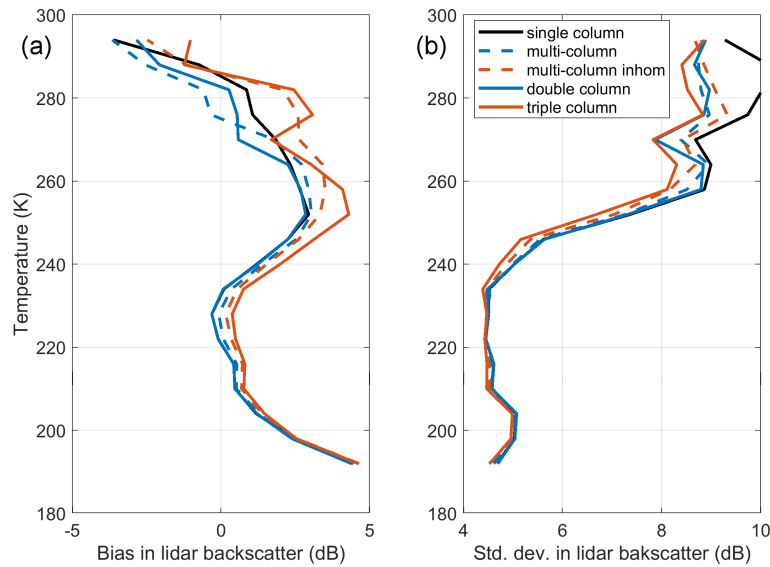 (a)
300
280
260
240
220
200
180
Temperature (K)
-5
0
5
Bias in lidar backscatter (dB)
(b)
single column
multi-column
multi-column inhom
double column
triple column
300
280
260
240
220
200
180
4
6
8
10
Std. dev. in lidar bakscatter (dB)